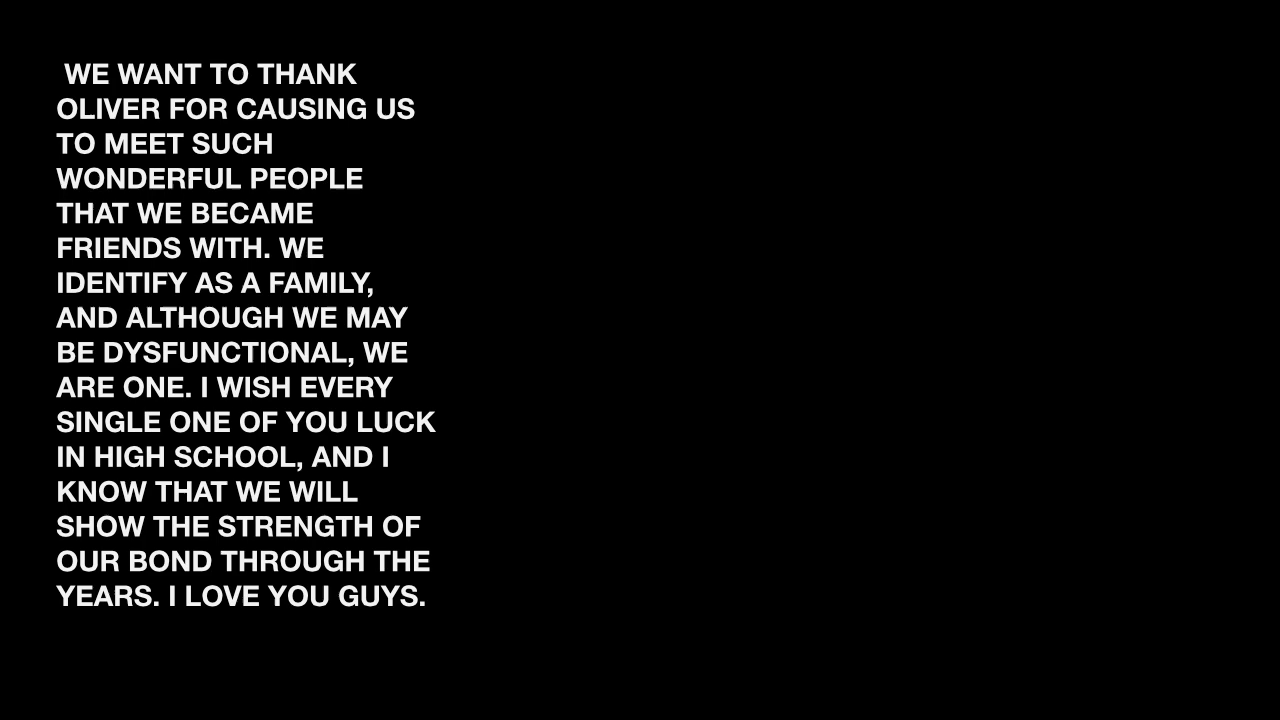 WE WANT TO THANK
OLIVER FOR CAUSING US
TO MEET SUCH
WONDERFUL PEOPLE
THAT WE BECAME
FRIENDS WITH. WE
IDENTIFY AS A FAMILY,
AND ALTHOUGH WE MAY
BE DYSFUNCTIONAL, WE
ARE ONE. I WISH EVERY
SINGLE ONE OF YOU LUCK
IN HIGH SCHOOL, AND I
KNOW THAT WE WILL
SHOW THE STRENGTH OF
OUR BOND THROUGH THE
YEARS. I LOVE YOU GUYS.